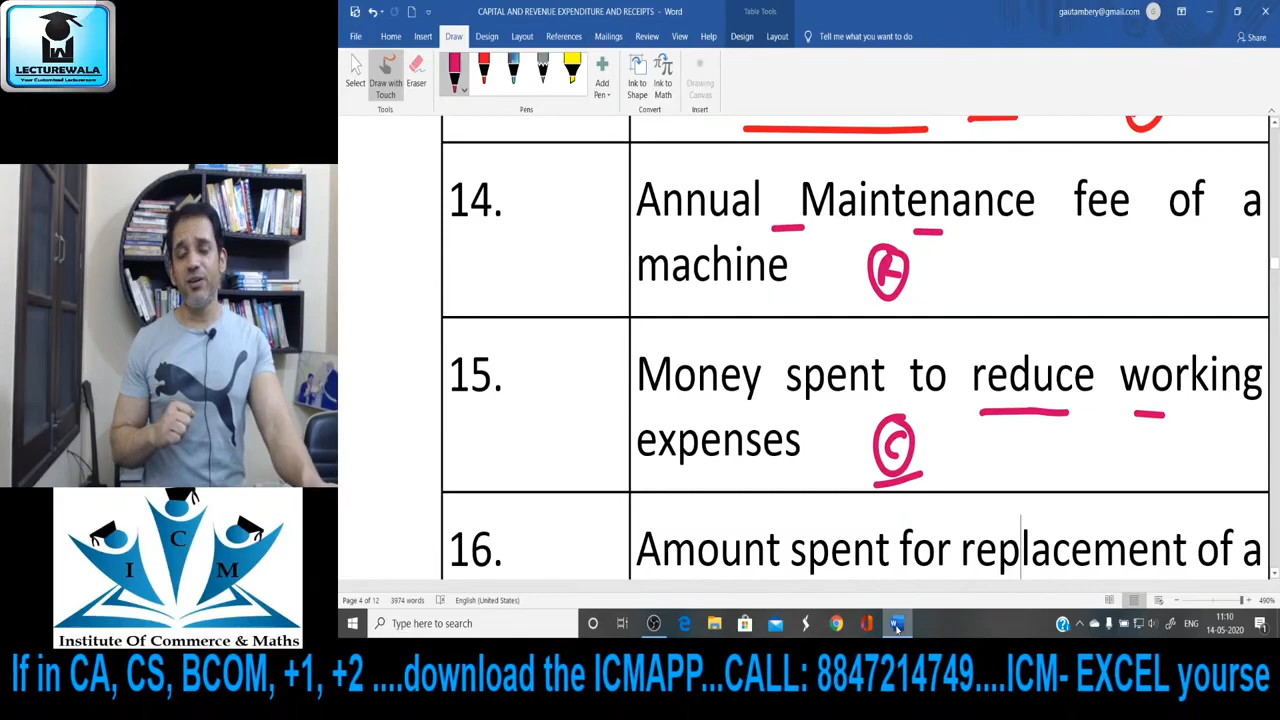 LECTUREWALA
Your Customized Lectureroom
CAPITAL AND REVENUE EXPENDITURE AND RECEIPTS - Word
Table Tools
gautambery@gmail.com
G
File Home Insert Draw Design Layout References Mailings Review View Help Design Layout Tell me what you want to do
Share
Select
Draw with Touch
Eraser
Add Pen
Ink to Shape
Ink to Math
Drawing Canvas
Tools Pens Convert Insert
14. Annual Maintenance fee of a
machine R
15. Money spent to reduce working
expenses C
16. Amount spent for replacement of a
I C M
Institute Of Commerce & Maths
Page 4 of 12 3974 words English (United States) 490%
Type here to search
ENG
11:10
14-05-2020
If in CA, CS, BCOM, +1, +2 ....download the ICMAPP...CALL: 8847214749....ICM- EXCEL yourse